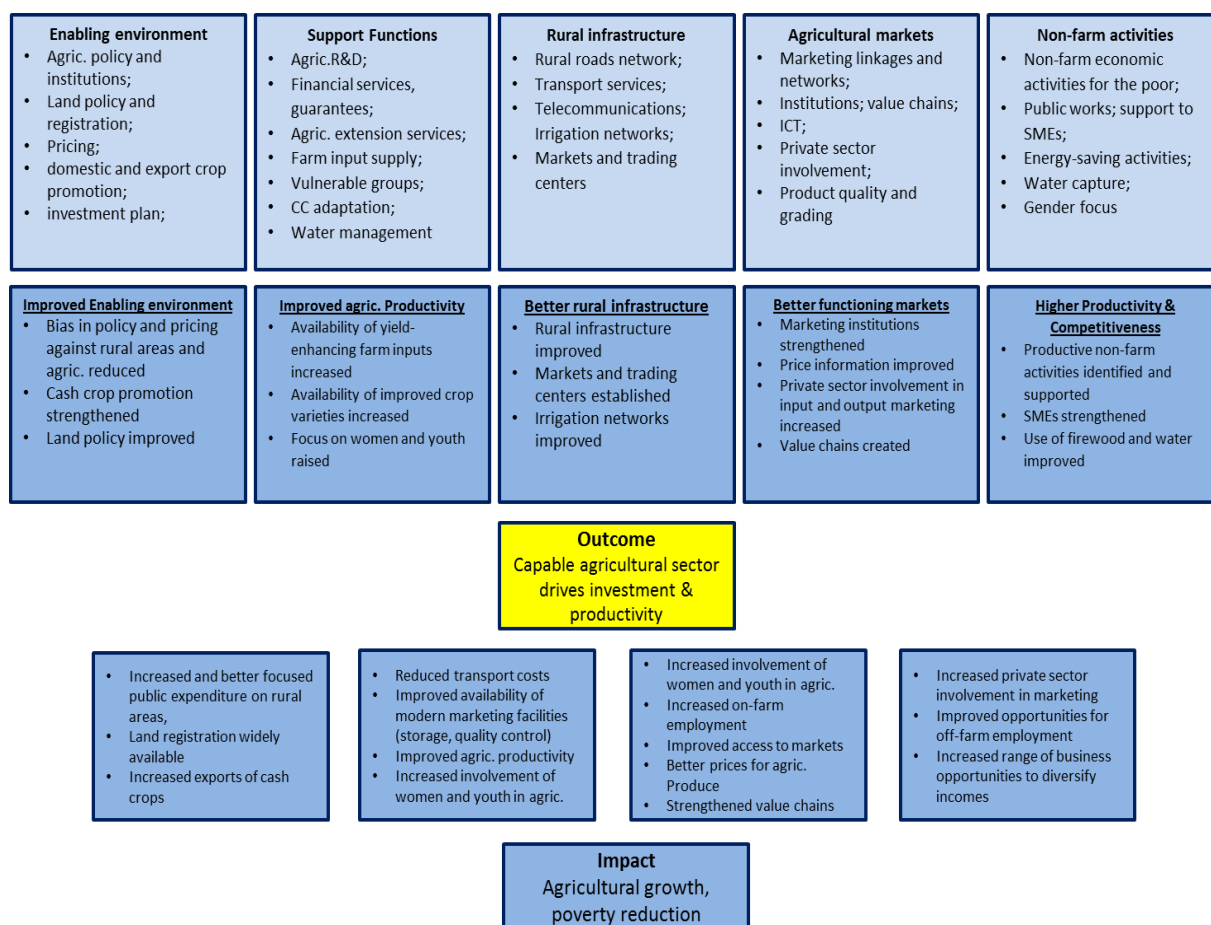 Enabling environment
• Agric. policy and
institutions;
• Land policy and
registration;
• Pricing;
• domestic and export crop
promotion;
• investment plan;
Support Functions
• Agric.R&D;
• Financial services,
guarantees;
• Agric. extension services;
• Farm input supply;
• Vulnerable groups;
• CC adaptation;
• Water management
Rural infrastructure
• Rural roads network;
• Transport services;
• Telecommunications;
Irrigation networks;
• Markets and trading
centers
Agricultural markets
• Marketing linkages and
networks;
• Institutions; value chains;
• ICT;
• Private sector
involvement;
• Product quality and
grading
Non-farm activities
• Non-farm economic
activities for the poor;
• Public works; support to
SMEs;
• Energy-saving activities;
• Water capture;
• Gender focus
Improved Enabling environment
• Bias in policy and pricing
against rural areas and
agric. reduced
• Cash crop promotion
strengthened
• Land policy improved
Improved agric. Productivity
• Availability of yield-
enhancing farm inputs
increased
• Availability of improved crop
varieties increased
• Focus on women and youth
raised
Better rural infrastructure
• Rural infrastructure
improved
• Markets and trading
centers established
• Irrigation networks
improved
Better functioning markets
• Marketing institutions
strengthened
• Price information improved
• Private sector involvement in
input and output marketing
increased
• Value chains created
Higher Productivity &
Competitiveness
• Productive non-farm
activities identified and
supported
• SMEs strengthened
• Use of firewood and water
improved
Outcome
Capable agricultural sector
drives investment &
productivity
• Increased and better focused
public expenditure on rural
areas,
• Land registration widely
available
• Increased exports of cash
crops
• Reduced transport costs
• Improved availability of
modern marketing facilities
(storage, quality control)
• Improved agric. productivity
• Increased involvement of
women and youth in agric.
• Increased involvement of
women and youth in agric.
• Increased on-farm
employment
• Improved access to markets
• Better prices for agric.
Produce
• Strengthened value chains
• Increased private sector
involvement in marketing
• Improved opportunities for
off-farm employment
• Increased range of business
opportunities to diversify
incomes
Impact
Agricultural growth,
poverty reduction